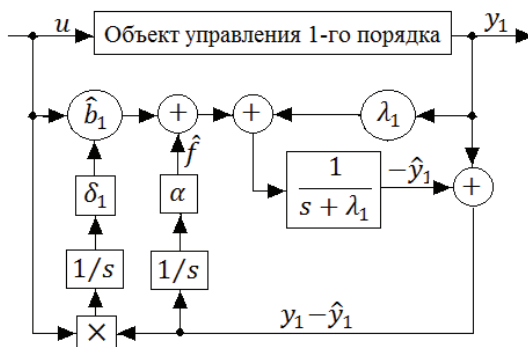 u Объект управления 1-го порядка y₁
b̂₁ + + λ₁
f̂
δ₁ α 1/(s + λ₁) −ŷ₁ +
1/s 1/s
× y₁−ŷ₁